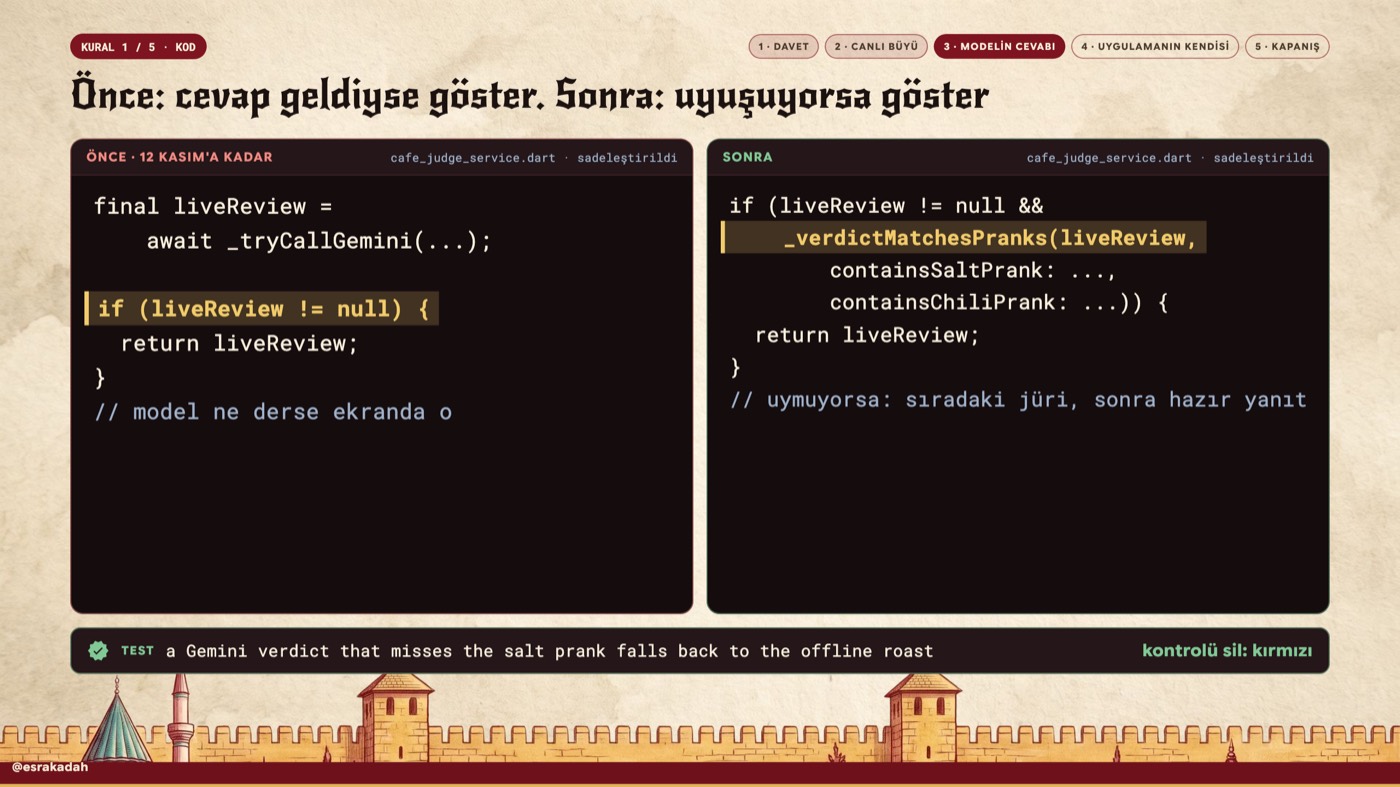 KURAL 1 / 5 · KOD
1 · DAVET
2 · CANLI BÜYÜ
3 · MODELİN CEVABI
4 · UYGULAMANIN KENDİSİ
5 · KAPANIŞ
Önce: cevap geldiyse göster. Sonra: uyuşuyorsa göster
ÖNCE · 12 KASIM'A KADAR
cafe_judge_service.dart · sadeleştirildi
final liveReview =
    await _tryCallGemini(...);
if (liveReview != null) {
  return liveReview;
}
// model ne derse ekranda o
SONRA
cafe_judge_service.dart · sadeleştirildi
if (liveReview != null &&
    _verdictMatchesPranks(liveReview,
        containsSaltPrank: ...,
        containsChiliPrank: ...)) {
  return liveReview;
}
// uymuyorsa: sıradaki jüri, sonra hazır yanıt
TEST a Gemini verdict that misses the salt prank falls back to the offline roast
kontrolü sil: kırmızı
@esrakadah